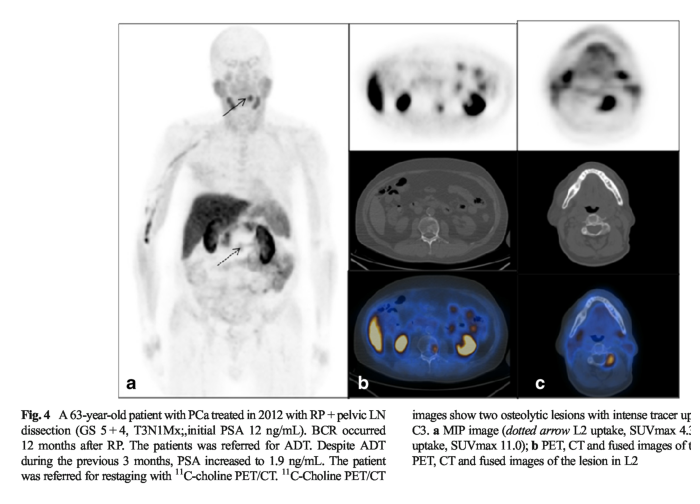 a
b
c
Fig. 4 A 63-year-old patient with PCa treated in 2012 with RP + pelvic LN
dissection (GS 5 + 4, T3N1Mx;,initial PSA 12 ng/mL). BCR occurred
12 months after RP. The patients was referred for ADT. Despite ADT
during the previous 3 months, PSA increased to 1.9 ng/mL. The patient
was referred for restaging with ¹¹C-choline PET/CT. ¹¹C-Choline PET/CT
images show two osteolytic lesions with intense tracer up
C3. a MIP image (dotted arrow L2 uptake, SUVmax 4.3
uptake, SUVmax 11.0); b PET, CT and fused images of t
PET, CT and fused images of the lesion in L2